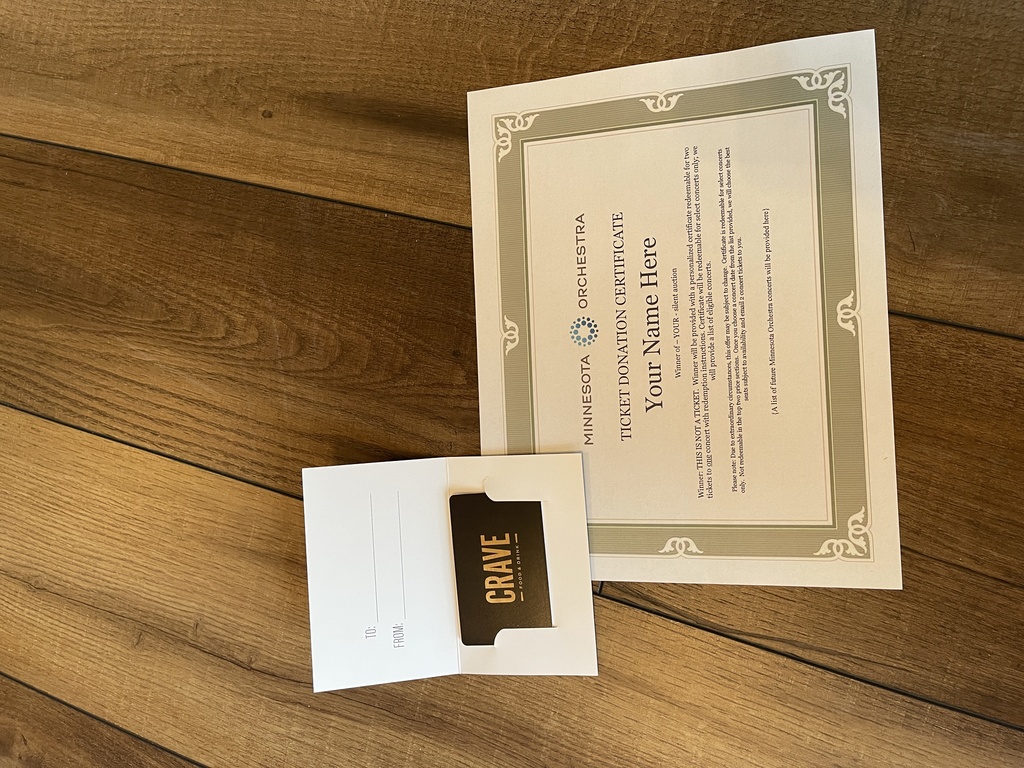 MINNESOTA ORCHESTRA
TICKET DONATION CERTIFICATE
Your Name Here
Winner of – YOUR - silent auction
Winner: THIS IS NOT A TICKET. Winner will be provided with a personalized certificate redeemable for two
tickets to one concert with redemption instructions. Certificate will be redeemable for select concerts only; we
will provide a list of eligible concerts.
Please note: Due to extraordinary circumstances, this offer may be subject to change. Certificate is redeemable for select concerts
only. Not redeemable in the top two price sections. Once you choose a concert date from the list provided, we will choose the best
seats subject to availability and email 2 concert tickets to you.
(A list of future Minnesota Orchestra concerts will be provided here)
TO:
FROM:
CRAVE
FOOD & DRINK